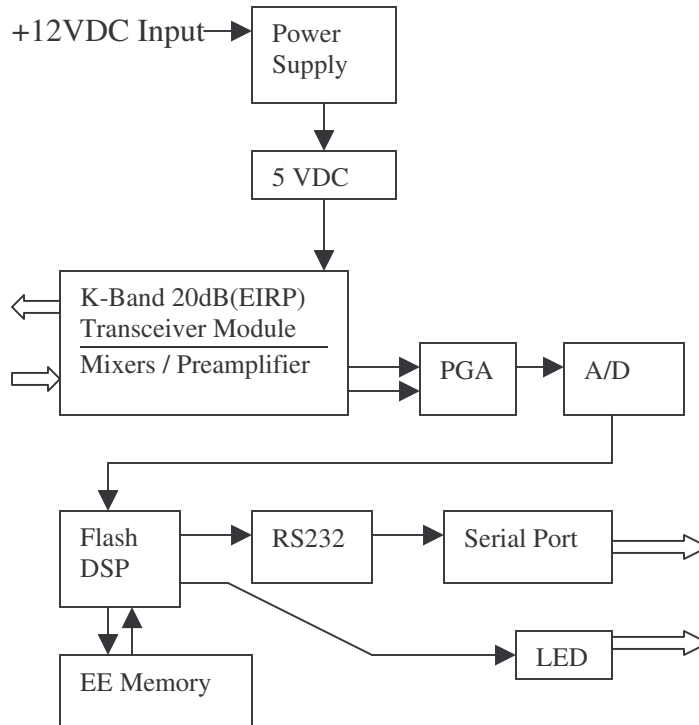 +12VDC Input
Power
Supply
5 VDC
K-Band 20dB(EIRP)
Transceiver Module
Mixers / Preamplifier
PGA
A/D
Flash
DSP
RS232
Serial Port
LED
EE Memory